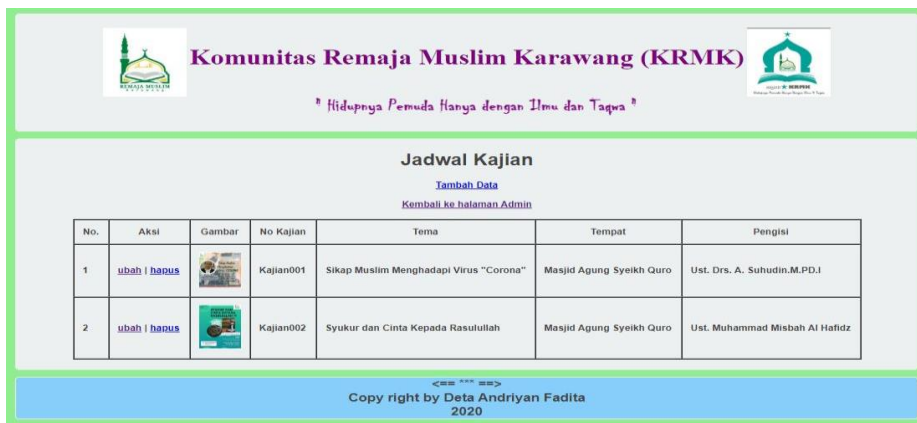 Komunitas Remaja Muslim Karawang (KRMK)
REMAJA MUSLIM
" Hidupnya Pemuda Hanya dengan Ilmu dan Taqwa "
Jadwal Kajian
Tambah Data
Kembali ke halaman Admin
No. Aksi Gambar No Kajian Tema Tempat Pengisi
1 ubah | hapus Kajian001 Sikap Muslim Menghadapi Virus "Corona" Masjid Agung Syeikh Quro Ust. Drs. A. Suhudin.M.PD.I
2 ubah | hapus Kajian002 Syukur dan Cinta Kepada Rasulullah Masjid Agung Syeikh Quro Ust. Muhammad Misbah Al Hafidz
<== *** ==>
Copy right by Deta Andriyan Fadita
2020